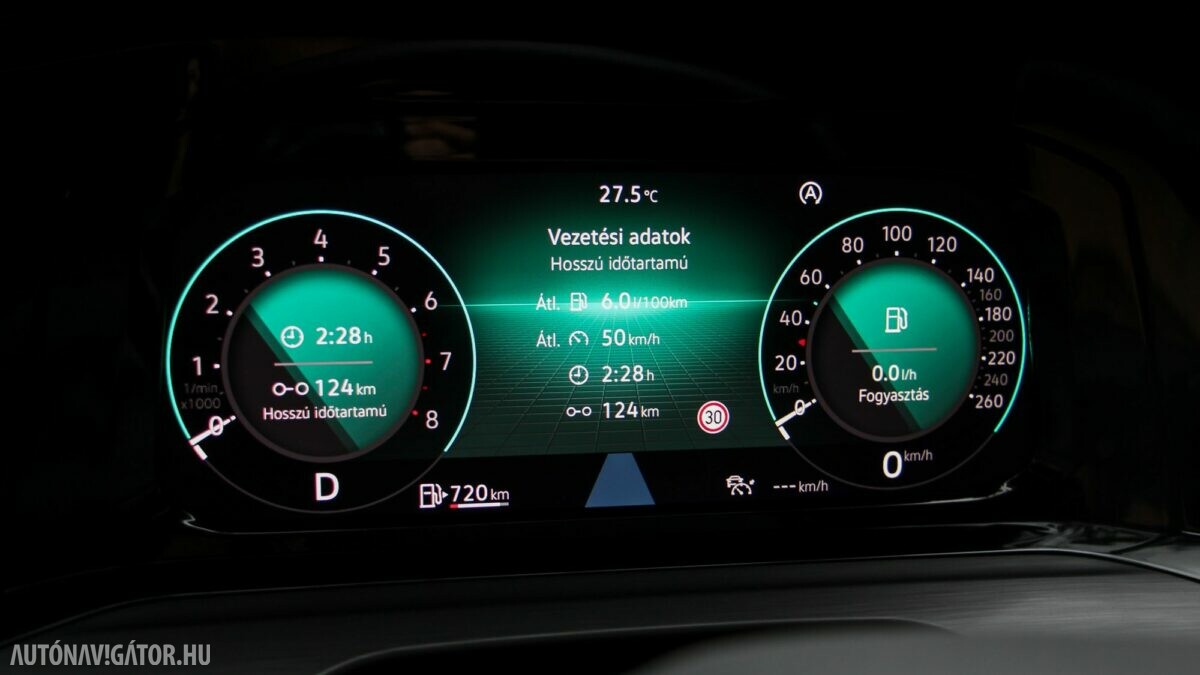 27.5 °C
A
Vezetési adatok
Hosszú időtartamú
Átl. 6.0 l/100km
Átl. 50 km/h
2:28 h
124 km
30
0
1
2
3
4
5
6
7
8
1/min
x1000
2:28 h
124 km
Hosszú időtartamú
D
720 km
0
20
40
60
80
100
120
140
160
180
200
220
240
260
km/h
0.0 l/h
Fogyasztás
0 km/h
--- km/h
AUTÓNAV!GÁTOR.HU